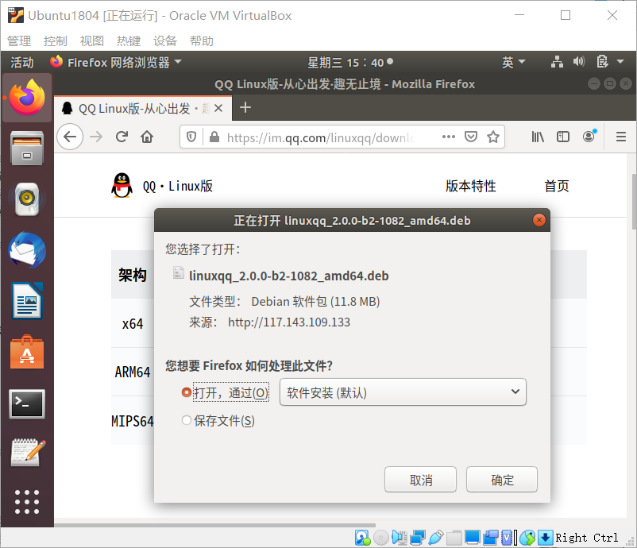 Ubuntu1804 [正在运行] - Oracle VM VirtualBox
管理 控制 视图 热键 设备 帮助
活动 Firefox 网络浏览器 星期三 15：40 英
QQ Linux版-从心出发·趣无止境 - Mozilla Firefox
QQ Linux版-从心出发·
https://im.qq.com/linuxqq/downl
QQ·Linux版 版本特性 首页
正在打开 linuxqq_2.0.0-b2-1082_amd64.deb
您选择了打开：
linuxqq_2.0.0-b2-1082_amd64.deb
文件类型： Debian 软件包 (11.8 MB)
来源： http://117.143.109.133
您想要 Firefox 如何处理此文件？
打开，通过(O) 软件安装 (默认)
保存文件(S)
取消 确定
架构
x64
ARM64
MIPS64
Right Ctrl